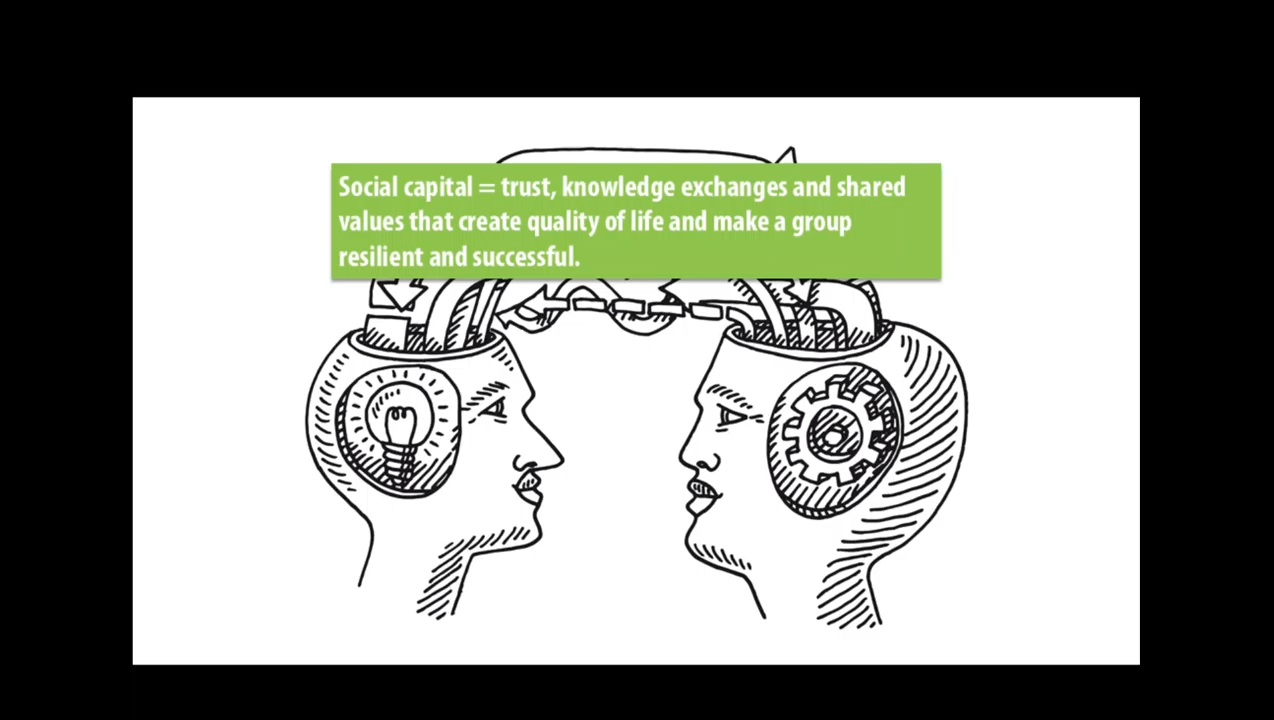 Social capital = trust, knowledge exchanges and shared
values that create quality of life and make a group
resilient and successful.